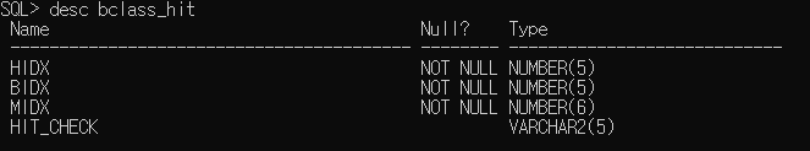 SQL> desc bclass_hit
Name Null? Type
----------------------------------------- -------- ----------------------------
HIDX NOT NULL NUMBER(5)
BIDX NOT NULL NUMBER(5)
MIDX NOT NULL NUMBER(6)
HIT_CHECK VARCHAR2(5)